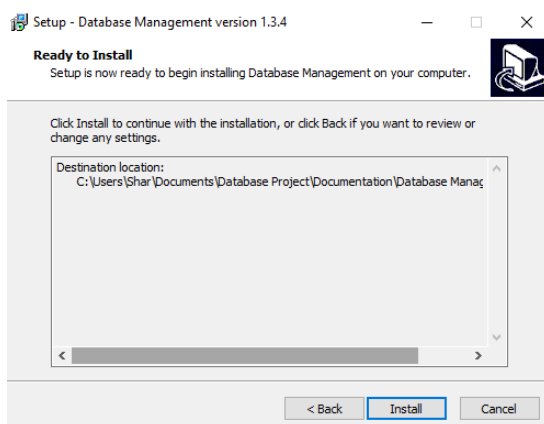 Setup - Database Management version 1.3.4
Ready to Install
Setup is now ready to begin installing Database Management on your computer.
Click Install to continue with the installation, or click Back if you want to review or
change any settings.
Destination location:
C:\Users\Shar\Documents\Database Project\Documentation\Database Manag
< Back Install Cancel